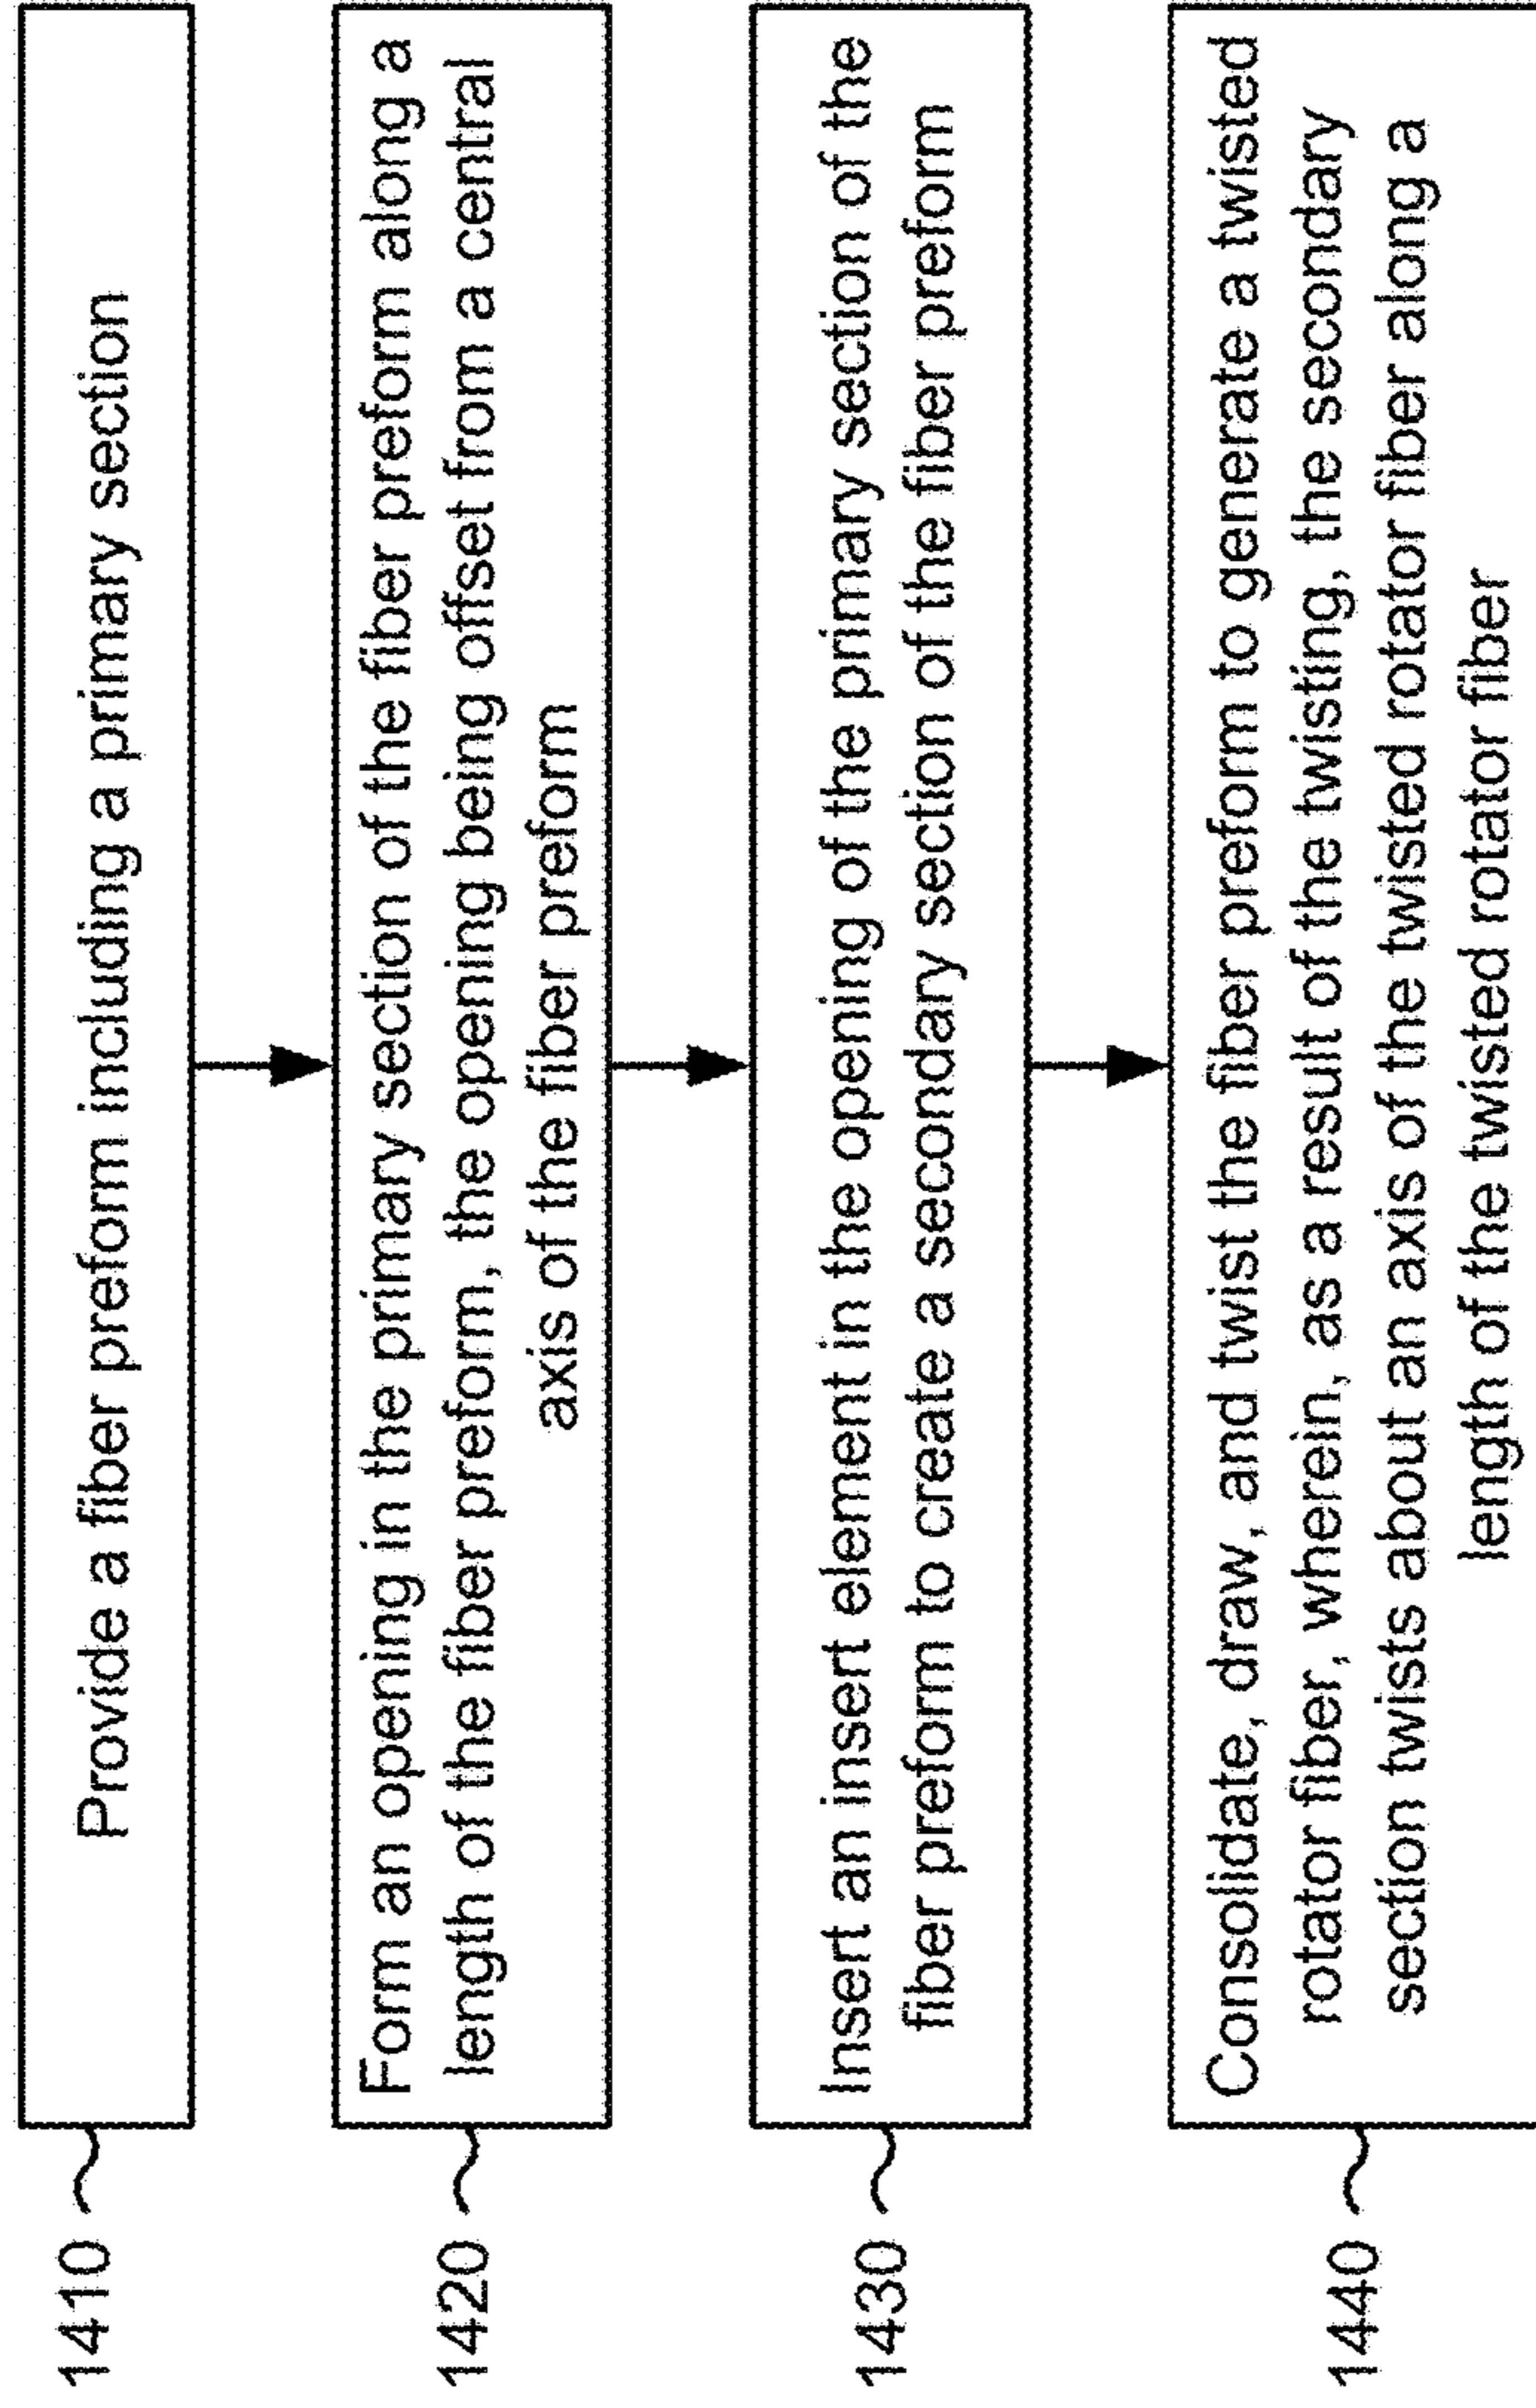 1410
Provide a fiber preform including a primary section
1420
Form an opening in the primary section of the fiber preform along a
length of the fiber preform, the opening being offset from a central
axis of the fiber preform
1430
Insert an insert element in the opening of the primary section of the
fiber preform to create a secondary section of the fiber preform
1440
Consolidate, draw, and twist the fiber preform to generate a twisted
rotator fiber, wherein, as a result of the twisting, the secondary
section twists about an axis of the twisted rotator fiber along a
length of the twisted rotator fiber